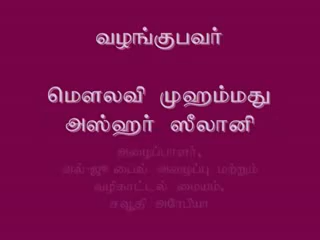 வழங்குபவர்
மௌலவி முஹம்மது
அஸ்ஹர் ஸீலானி
அழைப்பாளர்,
அல்-ஜுபைல் அழைப்பு மற்றும்
வழிகாட்டல் மையம்,
சவூதி அரேபியா